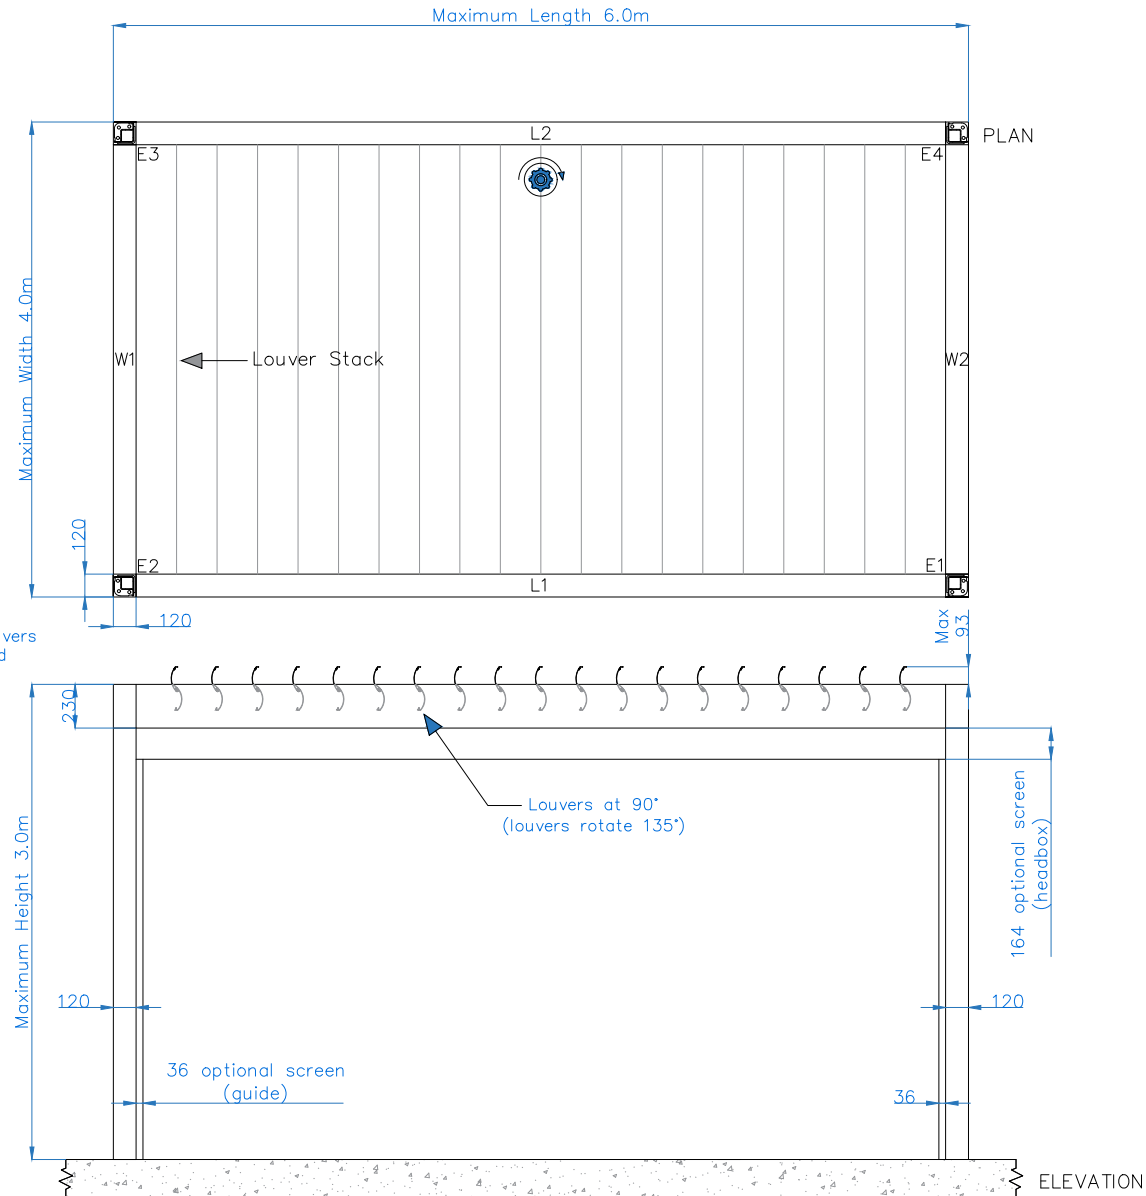 Maximum Length 6.0m
L2
PLAN
E3
E4
Maximum Width 4.0m
W1
Louver Stack
W2
120
E2
E1
L1
120
Max
93
vers
d
230
Louvers at 90°
(louvers rotate 135°)
164 optional screen
(headbox)
Maximum Height 3.0m
120
120
36 optional screen
(guide)
36
ELEVATION